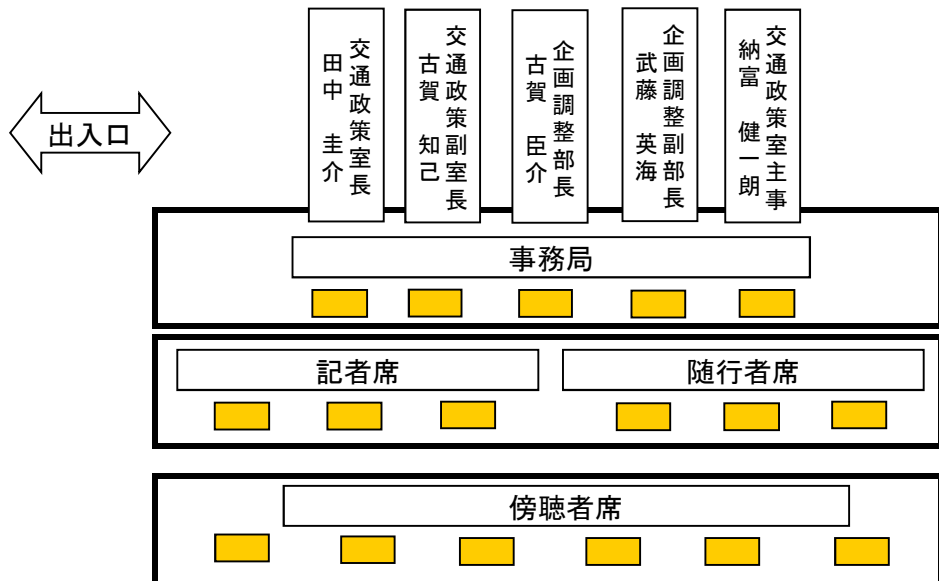 交通政策室長
田中 圭介
交通政策副室長
古賀 知己
企画調整部長
古賀 臣介
企画調整副部長
武藤 英海
交通政策室主事
納富 健一朗
出入口
事務局
記者席
随行者席
傍聴者席